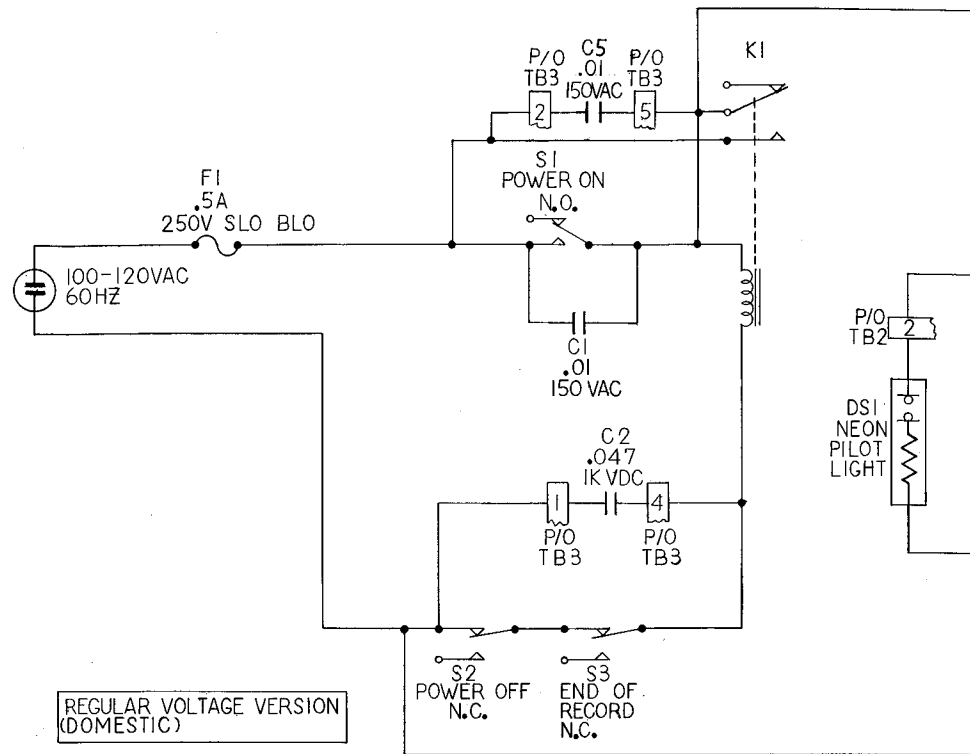 K1
P/O
TB3
2
C5
.01
150VAC
P/O
TB3
5
S1
POWER ON
N.O.
F1
.5A
250V SLO BLO
100-120VAC
60HZ
C1
.01
150 VAC
P/O
TB2
2
DS1
NEON
PILOT
LIGHT
C2
.047
1K VDC
1
4
P/O
TB3
P/O
TB3
S2
POWER OFF
N.C.
S3
END OF
RECORD
N.C.
REGULAR VOLTAGE VERSION
(DOMESTIC)